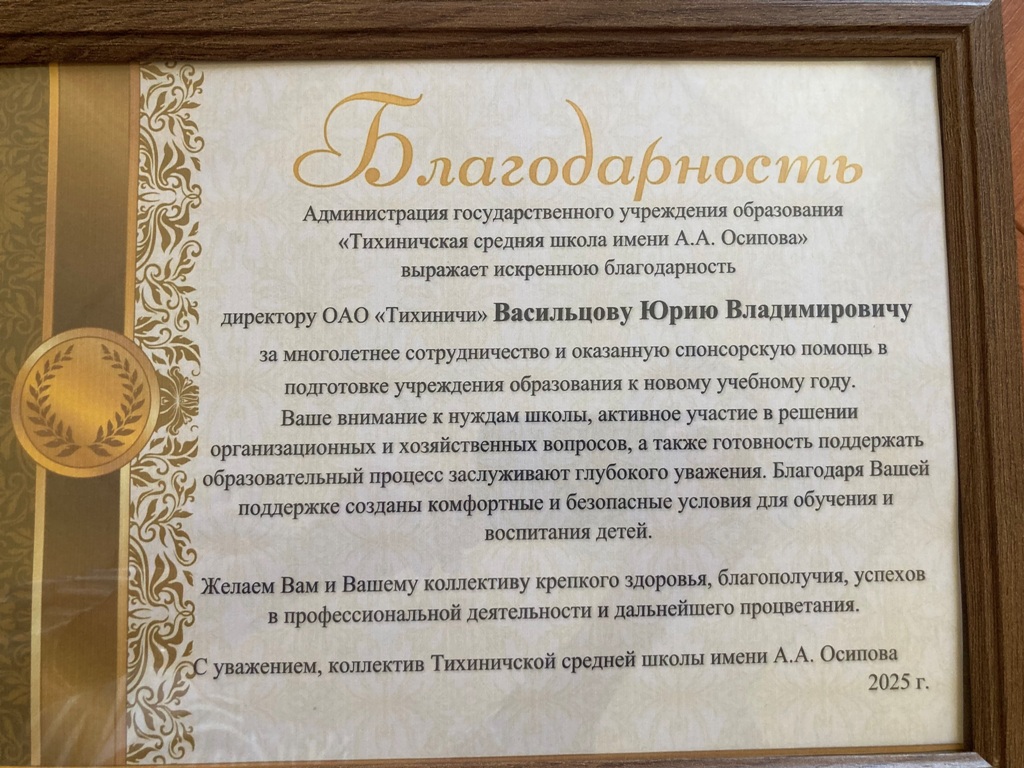 Благодарность
Администрация государственного учреждения образования
«Тихиничская средняя школа имени А.А. Осипова»
выражает искреннюю благодарность
директору ОАО «Тихиничи» Васильцову Юрию Владимировичу
за многолетнее сотрудничество и оказанную спонсорскую помощь в
подготовке учреждения образования к новому учебному году.
Ваше внимание к нуждам школы, активное участие в решении
организационных и хозяйственных вопросов, а также готовность поддержать
образовательный процесс заслуживают глубокого уважения. Благодаря Вашей
поддержке созданы комфортные и безопасные условия для обучения и
воспитания детей.
Желаем Вам и Вашему коллективу крепкого здоровья, благополучия, успехов
в профессиональной деятельности и дальнейшего процветания.
С уважением, коллектив Тихиничской средней школы имени А.А. Осипова
2025 г.